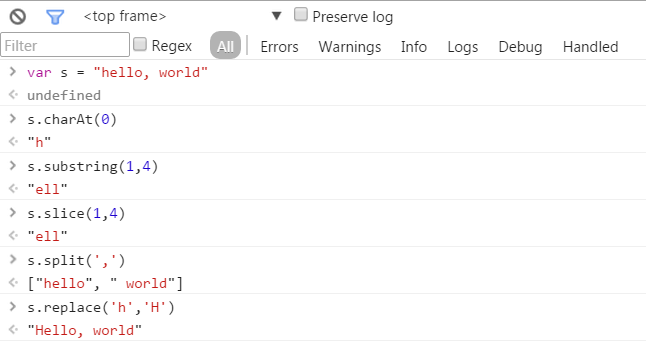 <top frame> ▼ Preserve log
Filter Regex All Errors Warnings Info Logs Debug Handled
> var s = "hello, world"
< undefined
> s.charAt(0)
< "h"
> s.substring(1,4)
< "ell"
> s.slice(1,4)
< "ell"
> s.split(',')
< ["hello", " world"]
> s.replace('h','H')
< "Hello, world"